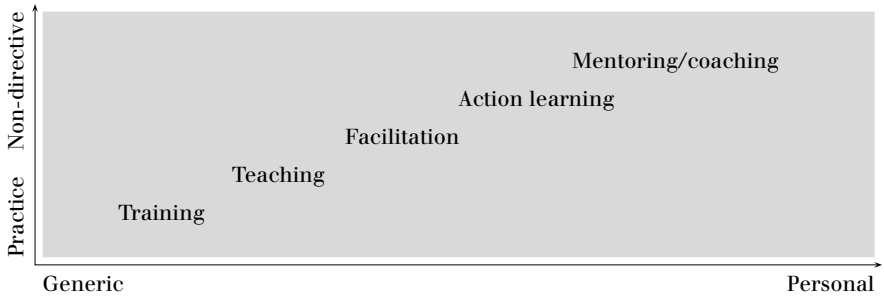 Non-directive
Practice
Mentoring/coaching
Action learning
Facilitation
Teaching
Training
Generic
Personal